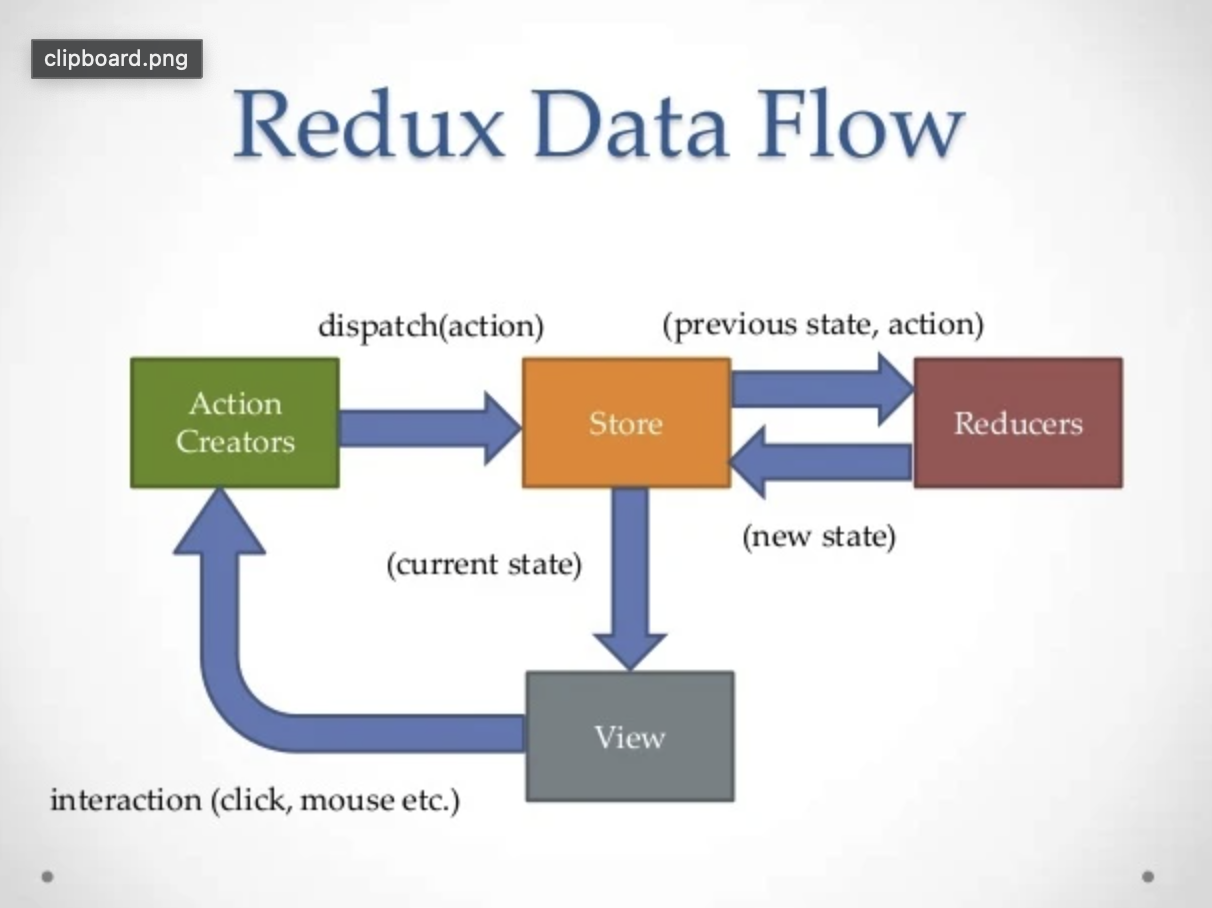 clipboard.png
Redux Data Flow
dispatch(action)
(previous state, action)
Action
Creators
Store
Reducers
(new state)
(current state)
View
interaction (click, mouse etc.)